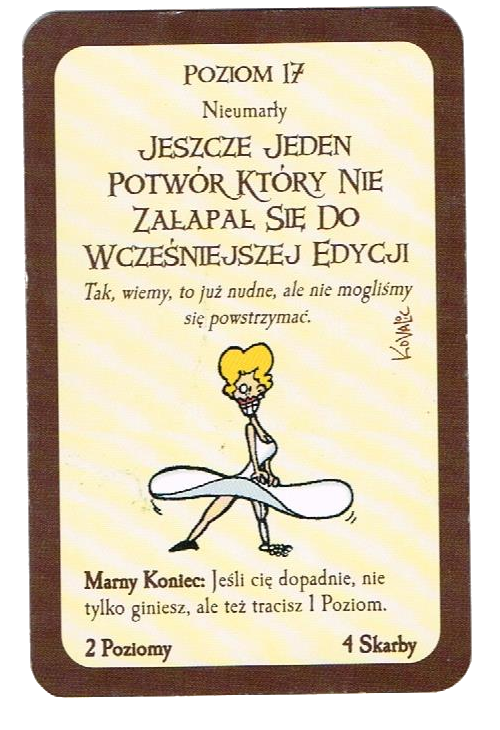 Poziom 17
Nieumarły
Jeszcze Jeden
Potwór Który Nie
Załapał Się Do
Wcześniejszej Edycji
Tak, wiemy, to już nudne, ale nie mogliśmy
się powstrzymać.
Kovalic
Marny Koniec: Jeśli cię dopadnie, nie
tylko giniesz, ale też tracisz 1 Poziom.
2 Poziomy
4 Skarby